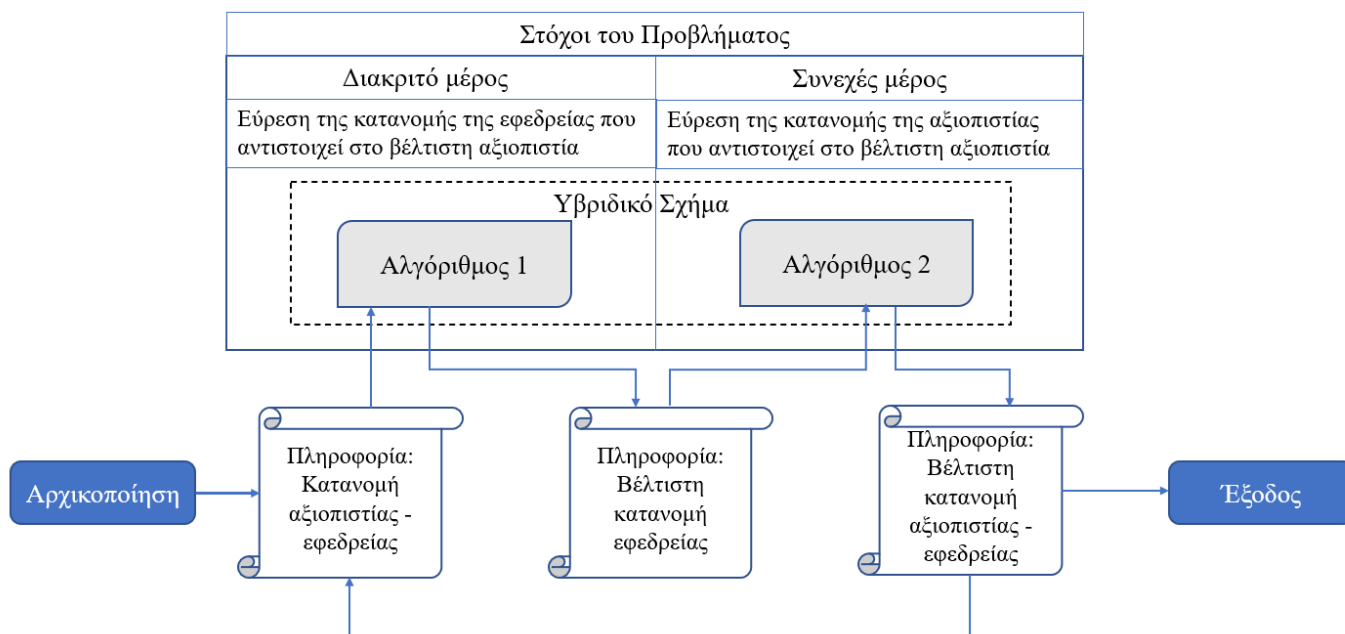 Στόχοι του Προβλήματος
Διακριτό μέρος
Συνεχές μέρος
Εύρεση της κατανομής της εφεδρείας που
αντιστοιχεί στο βέλτιστη αξιοπιστία
Εύρεση της κατανομής της αξιοπιστίας
που αντιστοιχεί στο βέλτιστη αξιοπιστία
Υβριδικό Σχήμα
Αλγόριθμος 1
Αλγόριθμος 2
Αρχικοποίηση
Πληροφορία:
Κατανομή
αξιοπιστίας -
εφεδρείας
Πληροφορία:
Βέλτιστη
κατανομή
εφεδρείας
Πληροφορία:
Βέλτιστη
κατανομή
αξιοπιστίας -
εφεδρείας
Έξοδος